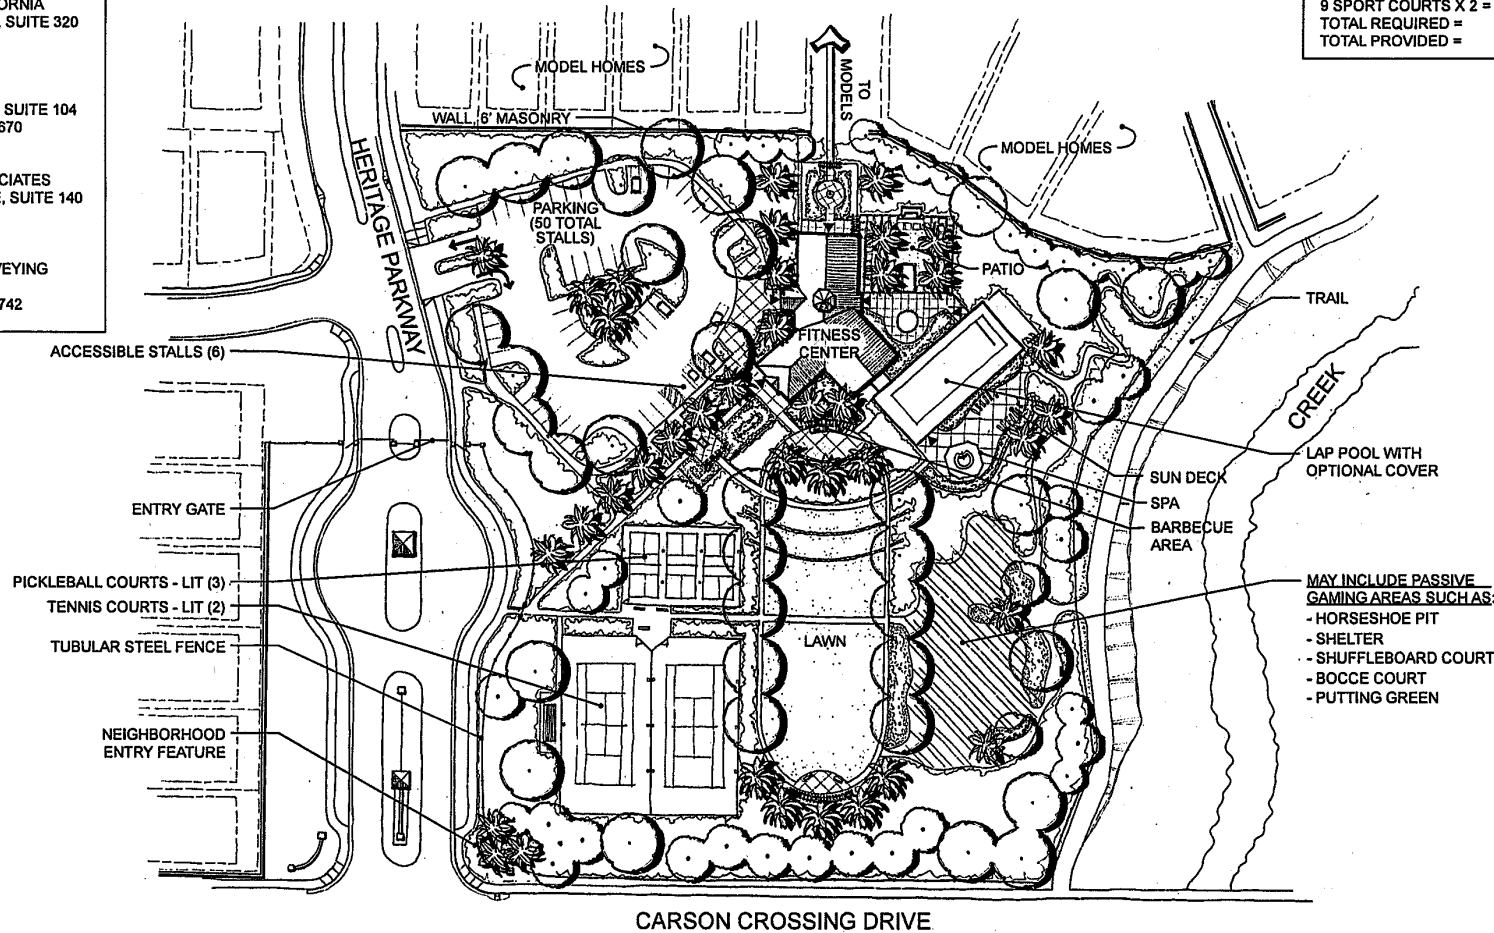 ORNIA
, SUITE 320
SUITE 104
670
CIATES
E, SUITE 140
VEYING
742
9 SPORT COURTS X 2 =
TOTAL REQUIRED =
TOTAL PROVIDED =
MODEL HOMES
TO
MODELS
WALL, 6' MASONRY
MODEL HOMES
HERITAGE PARKWAY
PARKING
(50 TOTAL
STALLS)
PATIO
TRAIL
FITNESS
CENTER
ACCESSIBLE STALLS (6)
CREEK
LAP POOL WITH
OPTIONAL COVER
SUN DECK
SPA
BARBECUE
AREA
ENTRY GATE
PICKLEBALL COURTS - LIT (3)
TENNIS COURTS - LIT (2)
TUBULAR STEEL FENCE
LAWN
MAY INCLUDE PASSIVE
GAMING AREAS SUCH AS:
- HORSESHOE PIT
- SHELTER
- SHUFFLEBOARD COURT
- BOCCE COURT
- PUTTING GREEN
NEIGHBORHOOD
ENTRY FEATURE
CARSON CROSSING DRIVE